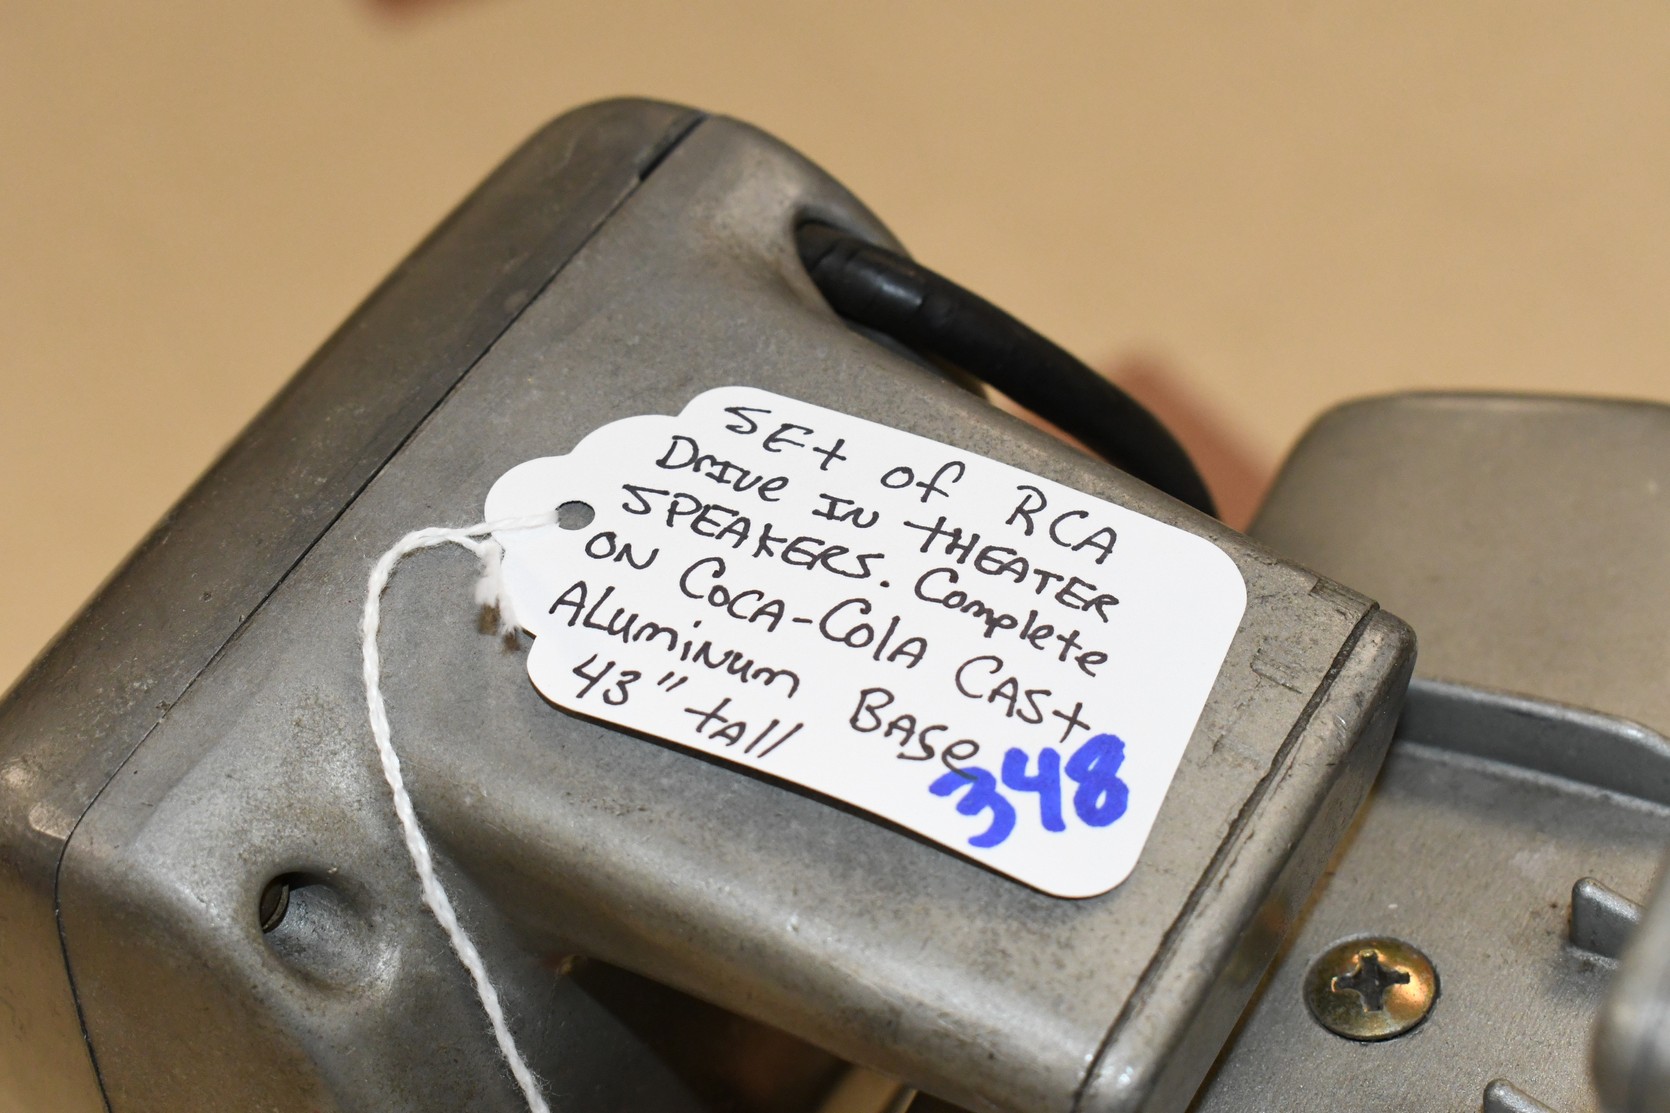 SEt of RCA
DRIVe IN tHEATER
SPEAKERS. Complete
ON COCA-ColA CASt
ALuminum BASe
43" tAll
348